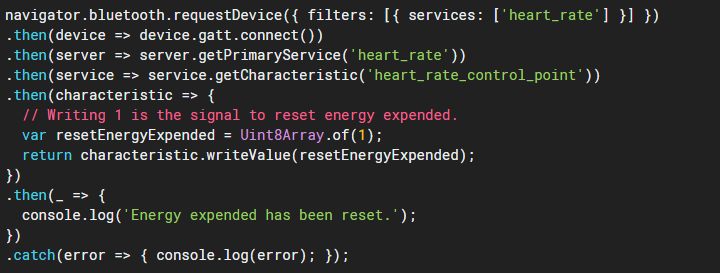 navigator.bluetooth.requestDevice({ filters: [{ services: ['heart_rate'] }] })
.then(device => device.gatt.connect())
.then(server => server.getPrimaryService('heart_rate'))
.then(service => service.getCharacteristic('heart_rate_control_point'))
.then(characteristic => {
  // Writing 1 is the signal to reset energy expended.
  var resetEnergyExpended = Uint8Array.of(1);
  return characteristic.writeValue(resetEnergyExpended);
})
.then(_ => {
  console.log('Energy expended has been reset.');
})
.catch(error => { console.log(error); });